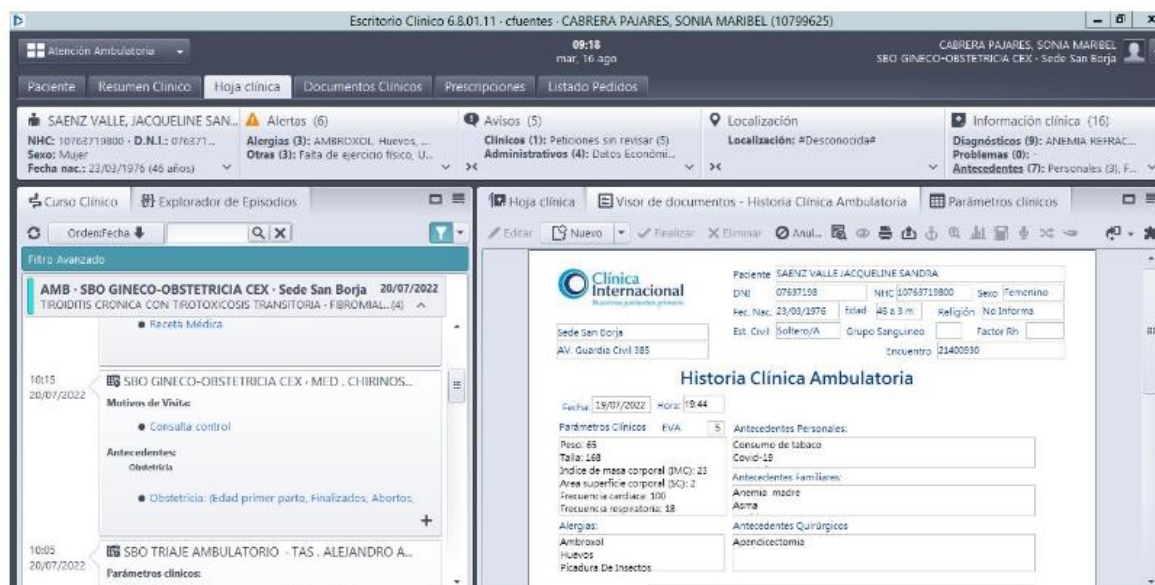 Escritorio Clinico 6.8.01.11 - cfuentes - CABRERA PAJARES, SONIA MARIBEL (10799625)
Atención Ambulatoria
09:18
mar, 16 ago
CABRERA PAJARES, SONIA MARIBEL
SBO GINECO-OBSTETRICIA CEX - Sede San Borja
Paciente Resumen Clinico Hoja clínica Documentos Clínicos Prescripciones Listado Pedidos
SAENZ VALLE, JACQUELINE SAN...
NHC: 10763719800 - D.N.I.: 076371...
Sexo: Mujer
Fecha nac.: 23/03/1976 (46 años)
Alertas (6)
Alergias (3): AMBROXOL, Huevos, ...
Otras (3): Falta de ejercicio físico, U...
Avisos (5)
Clínicos (1): Peticiones sin revisar (5)
Administrativos (4): Datos Económi...
Localización
Localización: #Desconocida#
Información clínica (16)
Diagnósticos (9): ANEMIA REFRAC...
Problemas (0): -
Antecedentes (7): Personales (3), F...
Curso Clínico Explorador de Episodios
Orden:Fecha
Filtro Avanzado
AMB - SBO GINECO-OBSTETRICIA CEX - Sede San Borja 20/07/2022
TIROIDITIS CRONICA CON TIROTOXICOSIS TRANSITORIA - FIBROMIAL...(4)
Receta Médica
10:15
20/07/2022
SBO GINECO-OBSTETRICIA CEX - MED . CHIRINOS...
Motivos de Visita:
Consulta control
Antecedentes:
Obstetricia
Obstetricia: (Edad primer parto, Finalizados, Abortos,
10:05
20/07/2022
SBO TRIAJE AMBULATORIO - TAS . ALEJANDRO A...
Parámetros clinicos:
Hoja clínica Visor de documentos - Historia Clínica Ambulatoria Parámetros clinicos
Editar Nuevo Finalizar Eliminar Anul...
Clínica
Internacional
Sede San Borja
AV. Guardia Civil 385
Paciente SAENZ VALLE JACQUELINE SANDRA
DNI 07637198 NHC 10763719800 Sexo Femenino
Fec. Nac. 23/03/1976 Edad 46 a 3 m Religión No Informa
Est. Civil Soltero/A Grupo Sanguineo Factor Rh
Encuentro 21400930
Historia Clínica Ambulatoria
Fecha: 19/07/2022 Hora: 19:44
Parámetros Clínicos EVA 5
Peso: 65
Talla: 168
Indice de masa corporal (IMC): 23
Area superficie corporal (SC): 2
Frecuencia cardiaca: 100
Frecuencia respiratoria: 18
Alergias:
Ambroxol
Huevos
Picadura De Insectos
Antecedentes Personales:
Consumo de tabaco
Covid-19
Antecedentes Familiares:
Anemia madre
Asma
Antecedentes Quirúrgicos
Apendicectomia